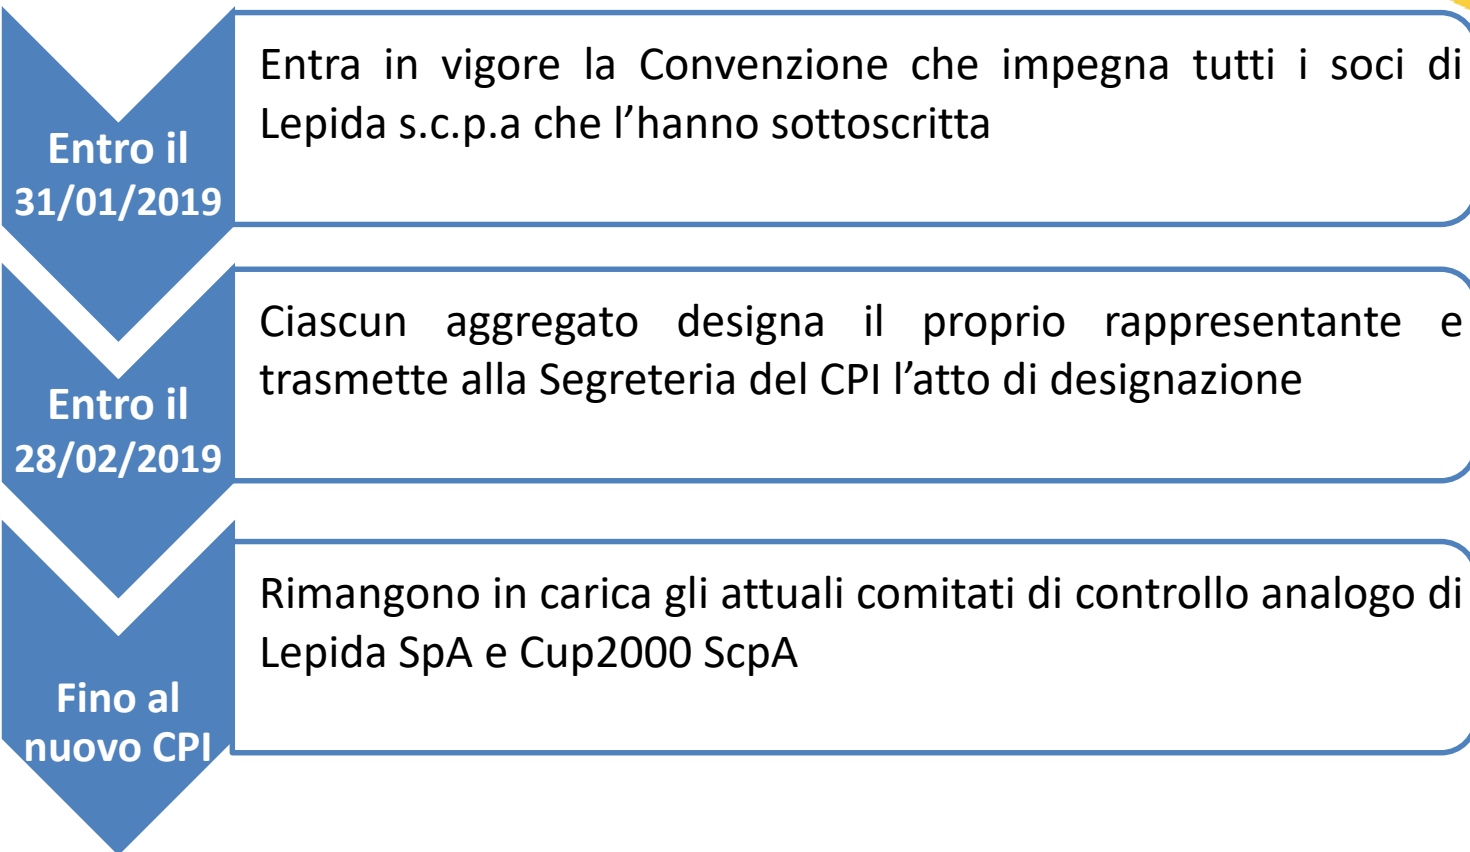 Entro il
31/01/2019
Entra in vigore la Convenzione che impegna tutti i soci di
Lepida s.c.p.a che l’hanno sottoscritta
Entro il
28/02/2019
Ciascun aggregato designa il proprio rappresentante e
trasmette alla Segreteria del CPI l’atto di designazione
Fino al
nuovo CPI
Rimangono in carica gli attuali comitati di controllo analogo di
Lepida SpA e Cup2000 ScpA